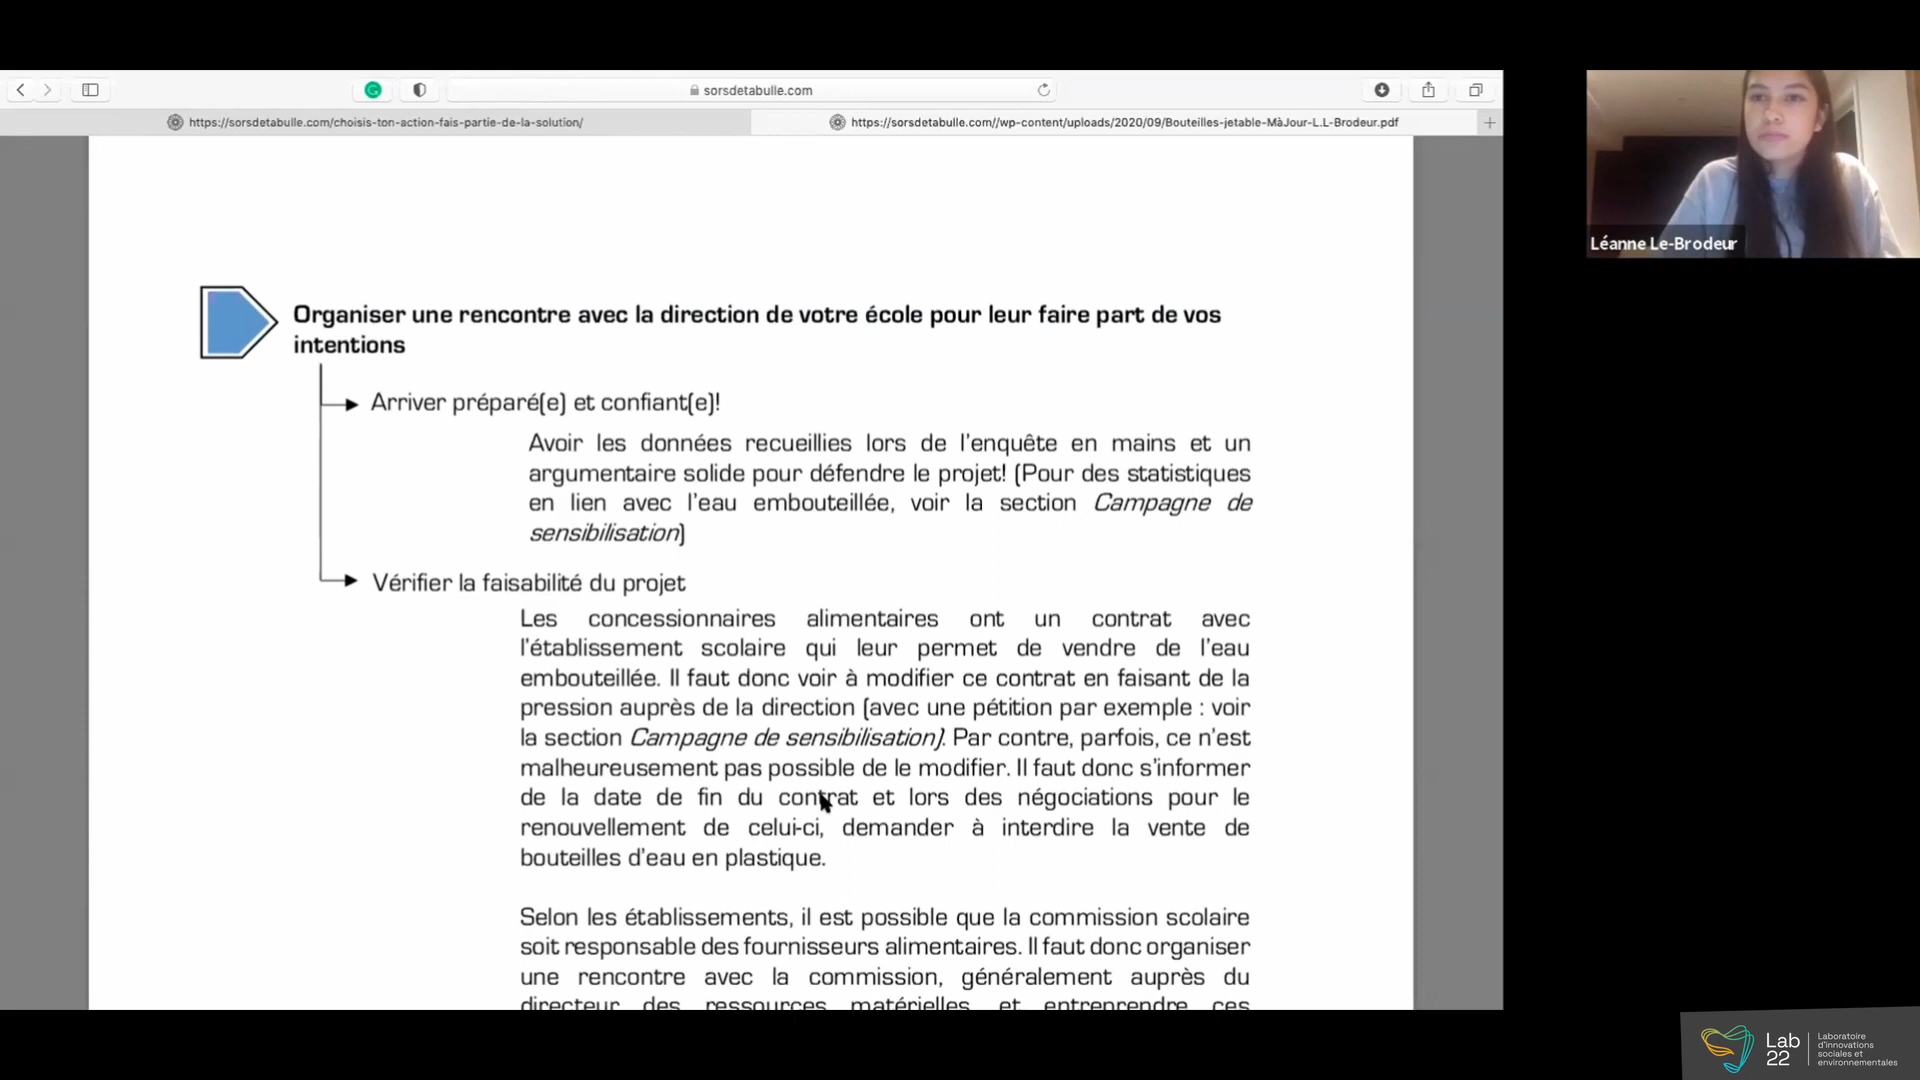 sorsdetabulle.com
https://sorsdetabulle.com/choisis-ton-action-fais-partie-de-la-solution/
https://sorsdetabulle.com//wp-content/uploads/2020/09/Bouteilles-jetable-MàJour-L.L-Brodeur.pdf
Léanne Le-Brodeur
Organiser une rencontre avec la direction de votre école pour leur faire part de vos
intentions
Arriver préparé(e) et confiant(e)!
Avoir les données recueillies lors de l'enquête en mains et un
argumentaire solide pour défendre le projet! (Pour des statistiques
en lien avec l'eau embouteillée, voir la section Campagne de
sensibilisation)
Vérifier la faisabilité du projet
Les concessionnaires alimentaires ont un contrat avec
l'établissement scolaire qui leur permet de vendre de l'eau
embouteillée. Il faut donc voir à modifier ce contrat en faisant de la
pression auprès de la direction (avec une pétition par exemple : voir
la section Campagne de sensibilisation). Par contre, parfois, ce n'est
malheureusement pas possible de le modifier. Il faut donc s'informer
de la date de fin du contrat et lors des négociations pour le
renouvellement de celui-ci, demander à interdire la vente de
bouteilles d'eau en plastique.
Selon les établissements, il est possible que la commission scolaire
soit responsable des fournisseurs alimentaires. Il faut donc organiser
une rencontre avec la commission, généralement auprès du
directeur des ressources matérielles et entreprendre ces
Lab
22
Laboratoire
d'innovations
sociales et
environnementales